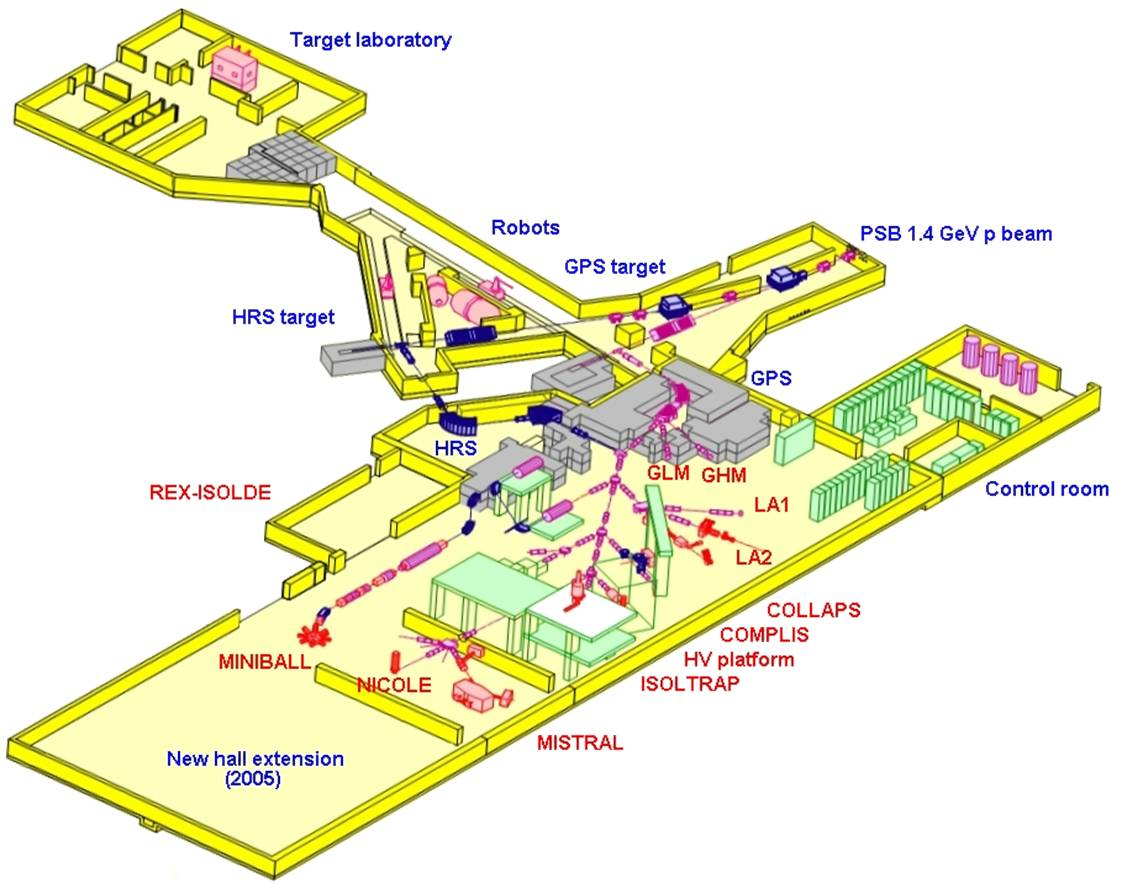 Target laboratory
Robots
PSB 1.4 GeV p beam
GPS target
HRS target
GPS
HRS
GLM
GHM
REX-ISOLDE
LA1
Control room
LA2
COLLAPS
COMPLIS
HV platform
MINIBALL
NICOLE
ISOLTRAP
MISTRAL
New hall extension
(2005)